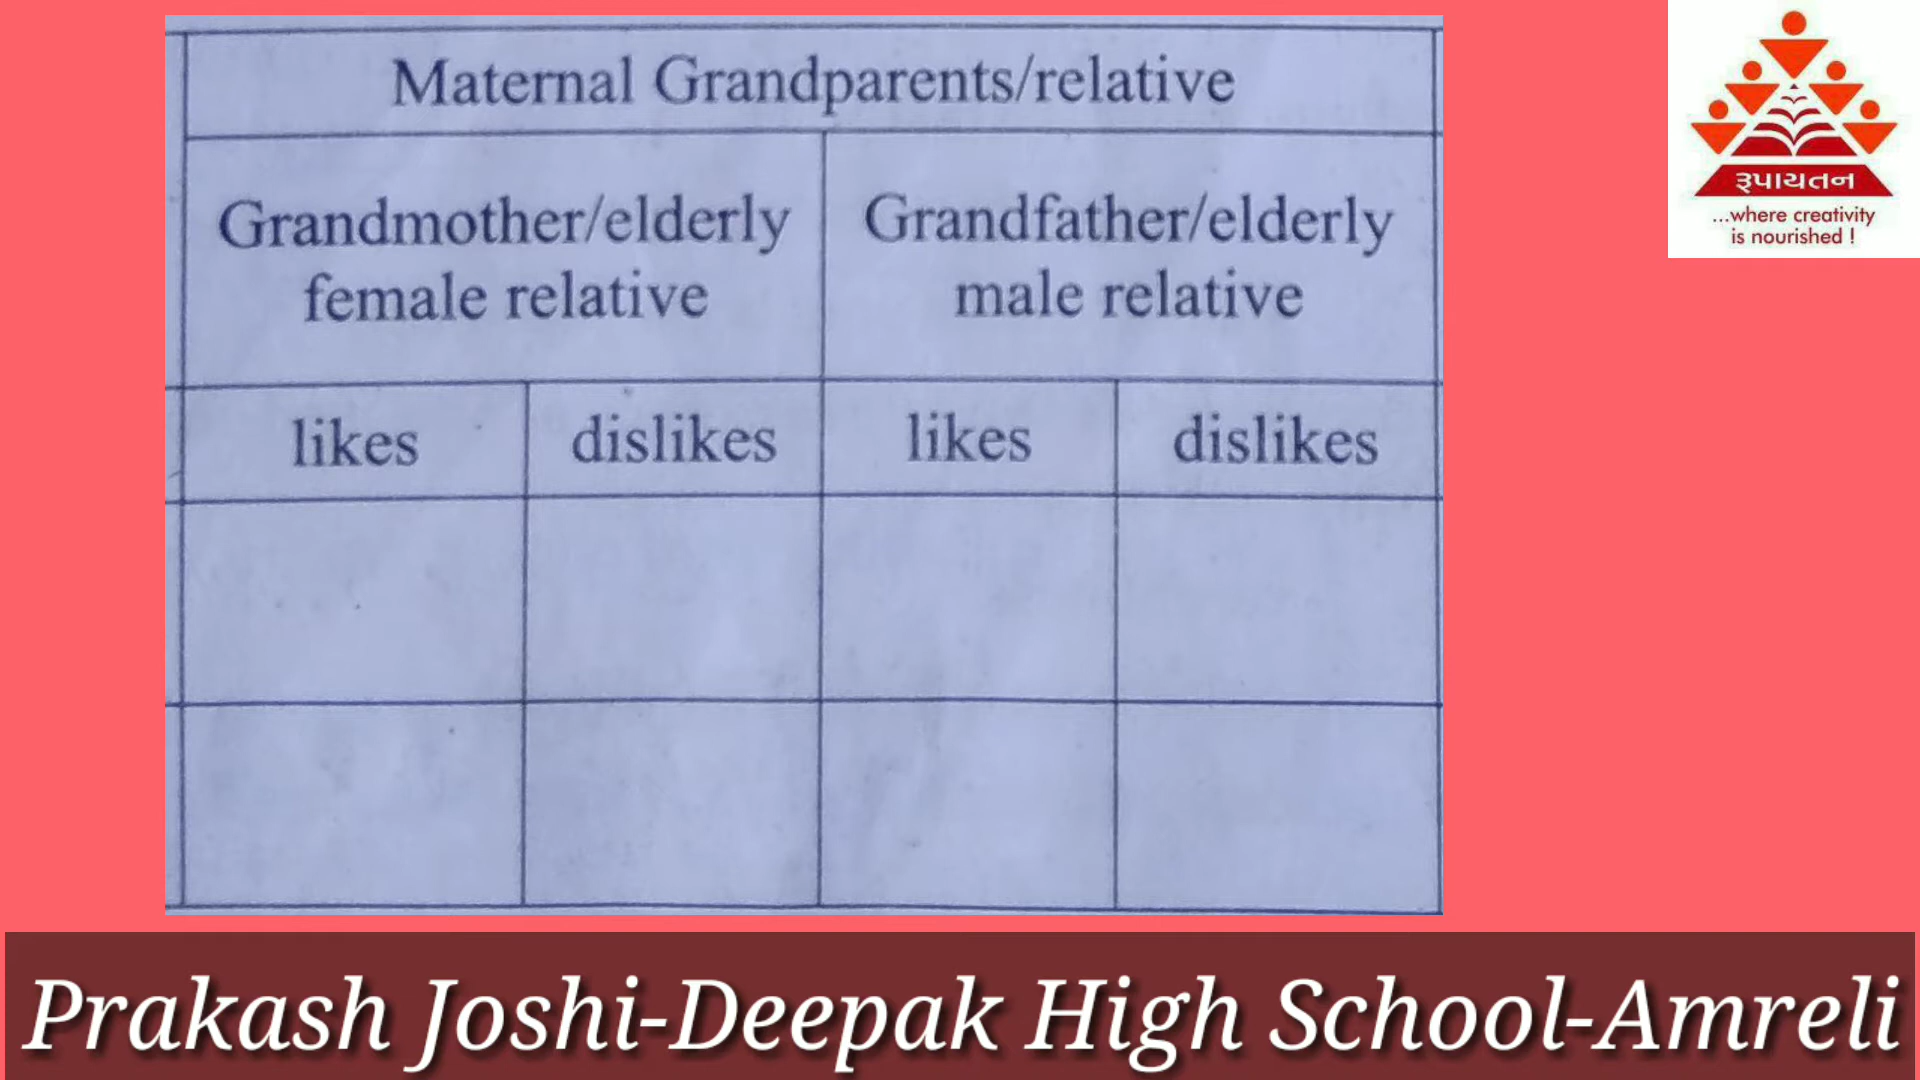 Maternal Grandparents/relative
Grandmother/elderly
female relative
Grandfather/elderly
male relative
likes
dislikes
likes
dislikes
રૂપાયતન
...where creativity
is nourished !
Prakash Joshi-Deepak High School-Amreli